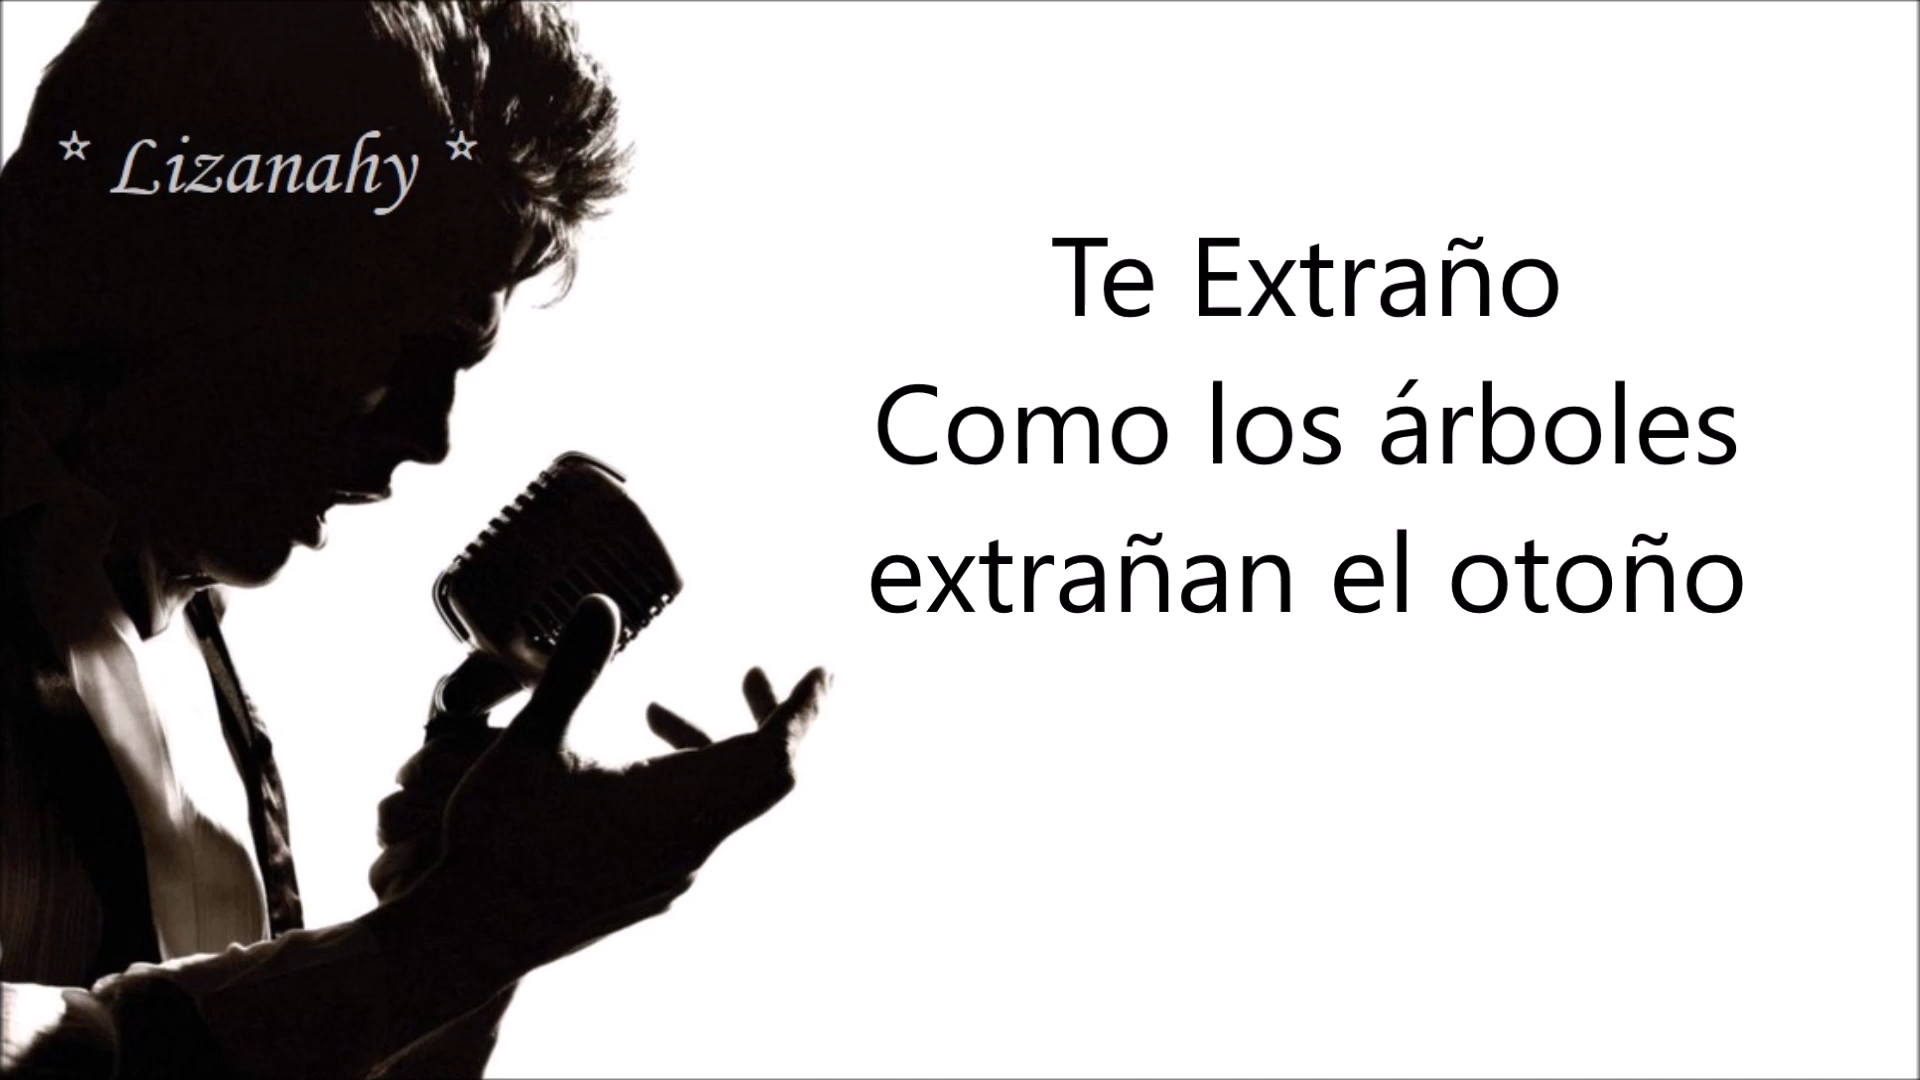 ☆ Lizanahy ☆
Te Extraño
Como los árboles
extrañan el otoño